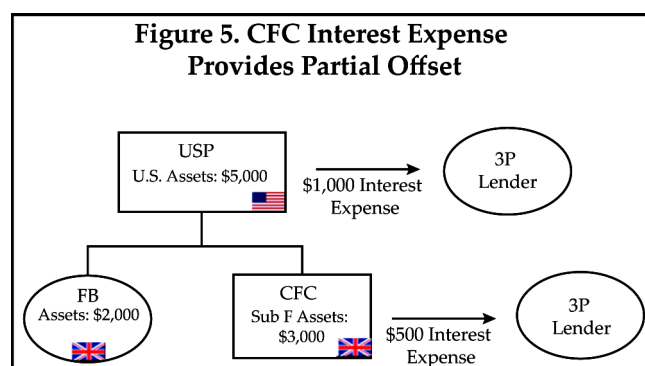 Figure 5. CFC Interest Expense
Provides Partial Offset
USP
U.S. Assets: $5,000
$1,000 Interest
Expense
3P
Lender
FB
Assets: $2,000
CFC
Sub F Assets:
$3,000
$500 Interest
Expense
3P
Lender